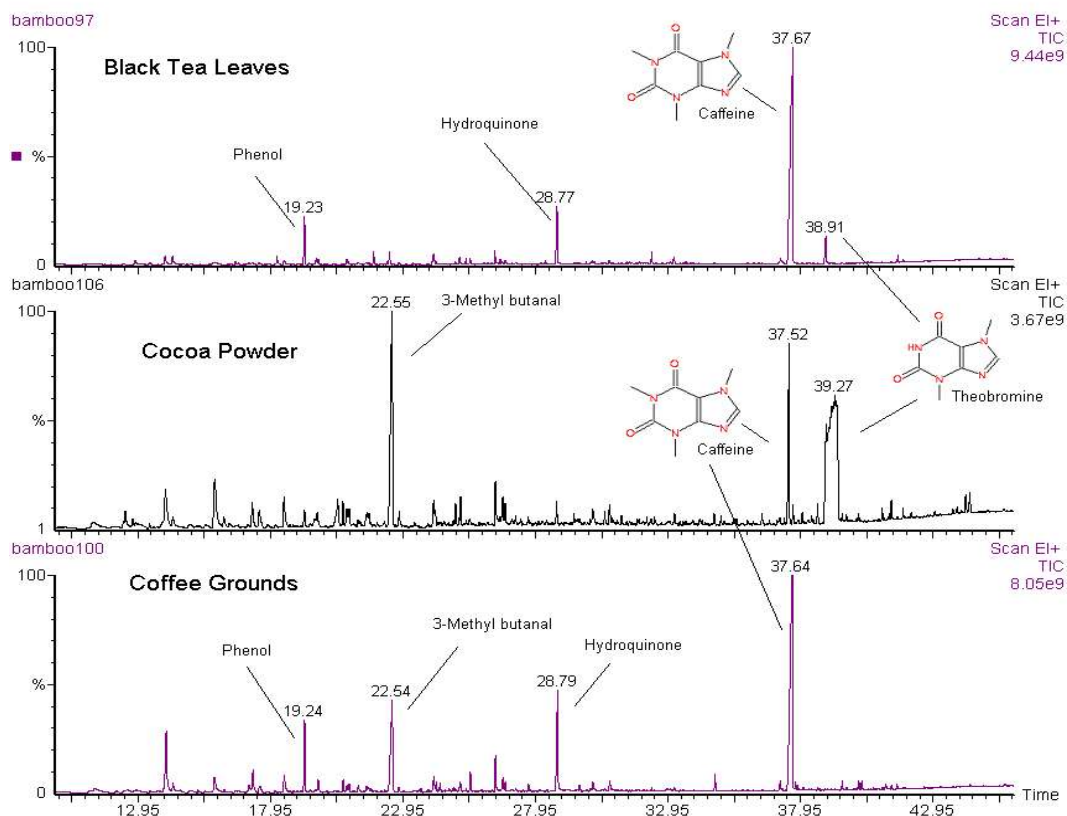 bamboo97
Scan EI+
TIC
9.44e9
100
%
0
Black Tea Leaves
Phenol
19.23
Hydroquinone
28.77
Caffeine
O
N
N
O
N
N
37.67
38.91
bamboo106
Scan EI+
TIC
3.67e9
100
%
1
Cocoa Powder
22.55
3-Methyl butanal
37.52
39.27
O
N
N
O
N
N
Caffeine
O
HN
N
O
N
N
Theobromine
bamboo100
Scan EI+
TIC
8.05e9
100
%
0
Coffee Grounds
Phenol
19.24
3-Methyl butanal
22.54
Hydroquinone
28.79
37.64
Time
12.95
17.95
22.95
27.95
32.95
37.95
42.95